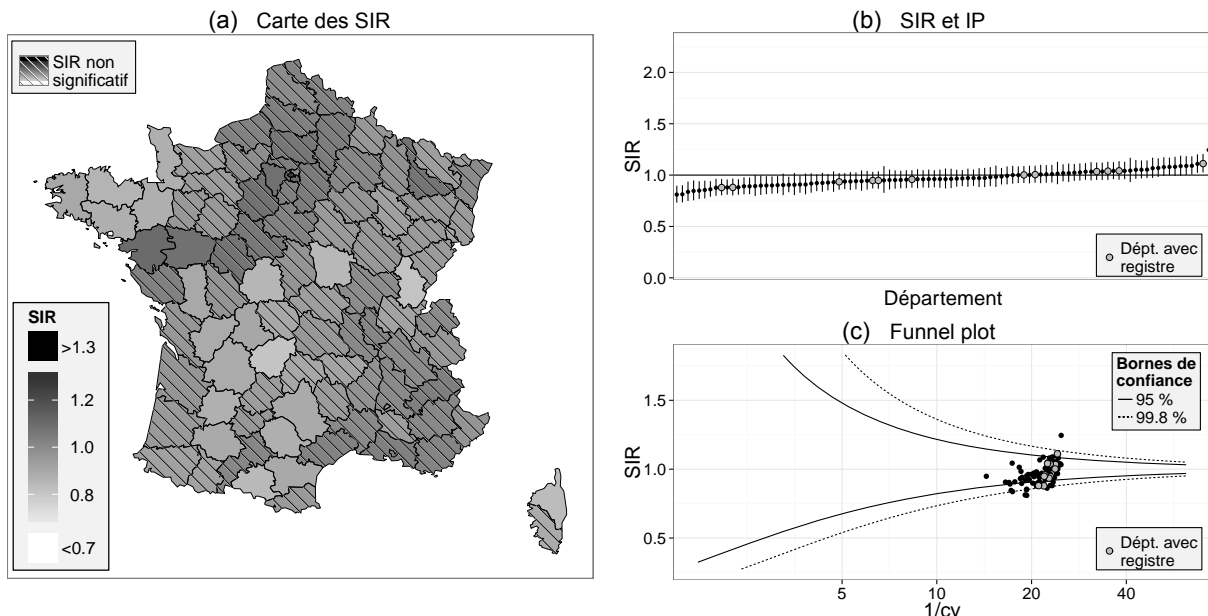 (a) Carte des SIR
SIR non
significatif
SIR
>1.3
1.2
1.0
0.8
<0.7
(b) SIR et IP
SIR
2.0
1.5
1.0
0.5
0.0
Dépt. avec
registre
Département
(c) Funnel plot
SIR
1.5
1.0
0.5
Bornes de
confiance
95 %
99.8 %
Dépt. avec
registre
5 10 20 40
1/cv